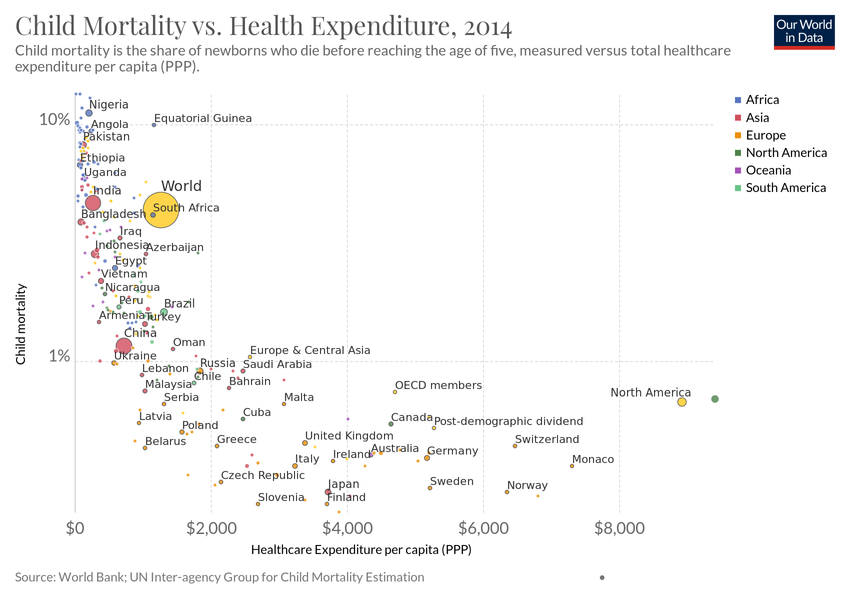 Child Mortality vs. Health Expenditure, 2014
Child mortality is the share of newborns who die before reaching the age of five, measured versus total healthcare
expenditure per capita (PPP).
Our World
in Data
Africa
Asia
Europe
North America
Oceania
South America
Child mortality
10%
1%
Nigeria
Angola
Equatorial Guinea
Pakistan
Ethiopia
Uganda
India
World
Bangladesh
South Africa
Iraq
Indonesia
Azerbaijan
Egypt
Vietnam
Nicaragua
Peru
Brazil
Armenia
Turkey
China
Oman
Ukraine
Europe & Central Asia
Lebanon
Russia
Saudi Arabia
Chile
Malaysia
Bahrain
OECD members
North America
Serbia
Malta
Latvia
Poland
Cuba
Canada
Post-demographic dividend
Belarus
Greece
United Kingdom
Switzerland
Italy
Ireland
Australia
Germany
Monaco
Czech Republic
Japan
Sweden
Norway
Slovenia
Finland
$0
$2,000
$4,000
$6,000
$8,000
Healthcare Expenditure per capita (PPP)
Source: World Bank; UN Inter-agency Group for Child Mortality Estimation